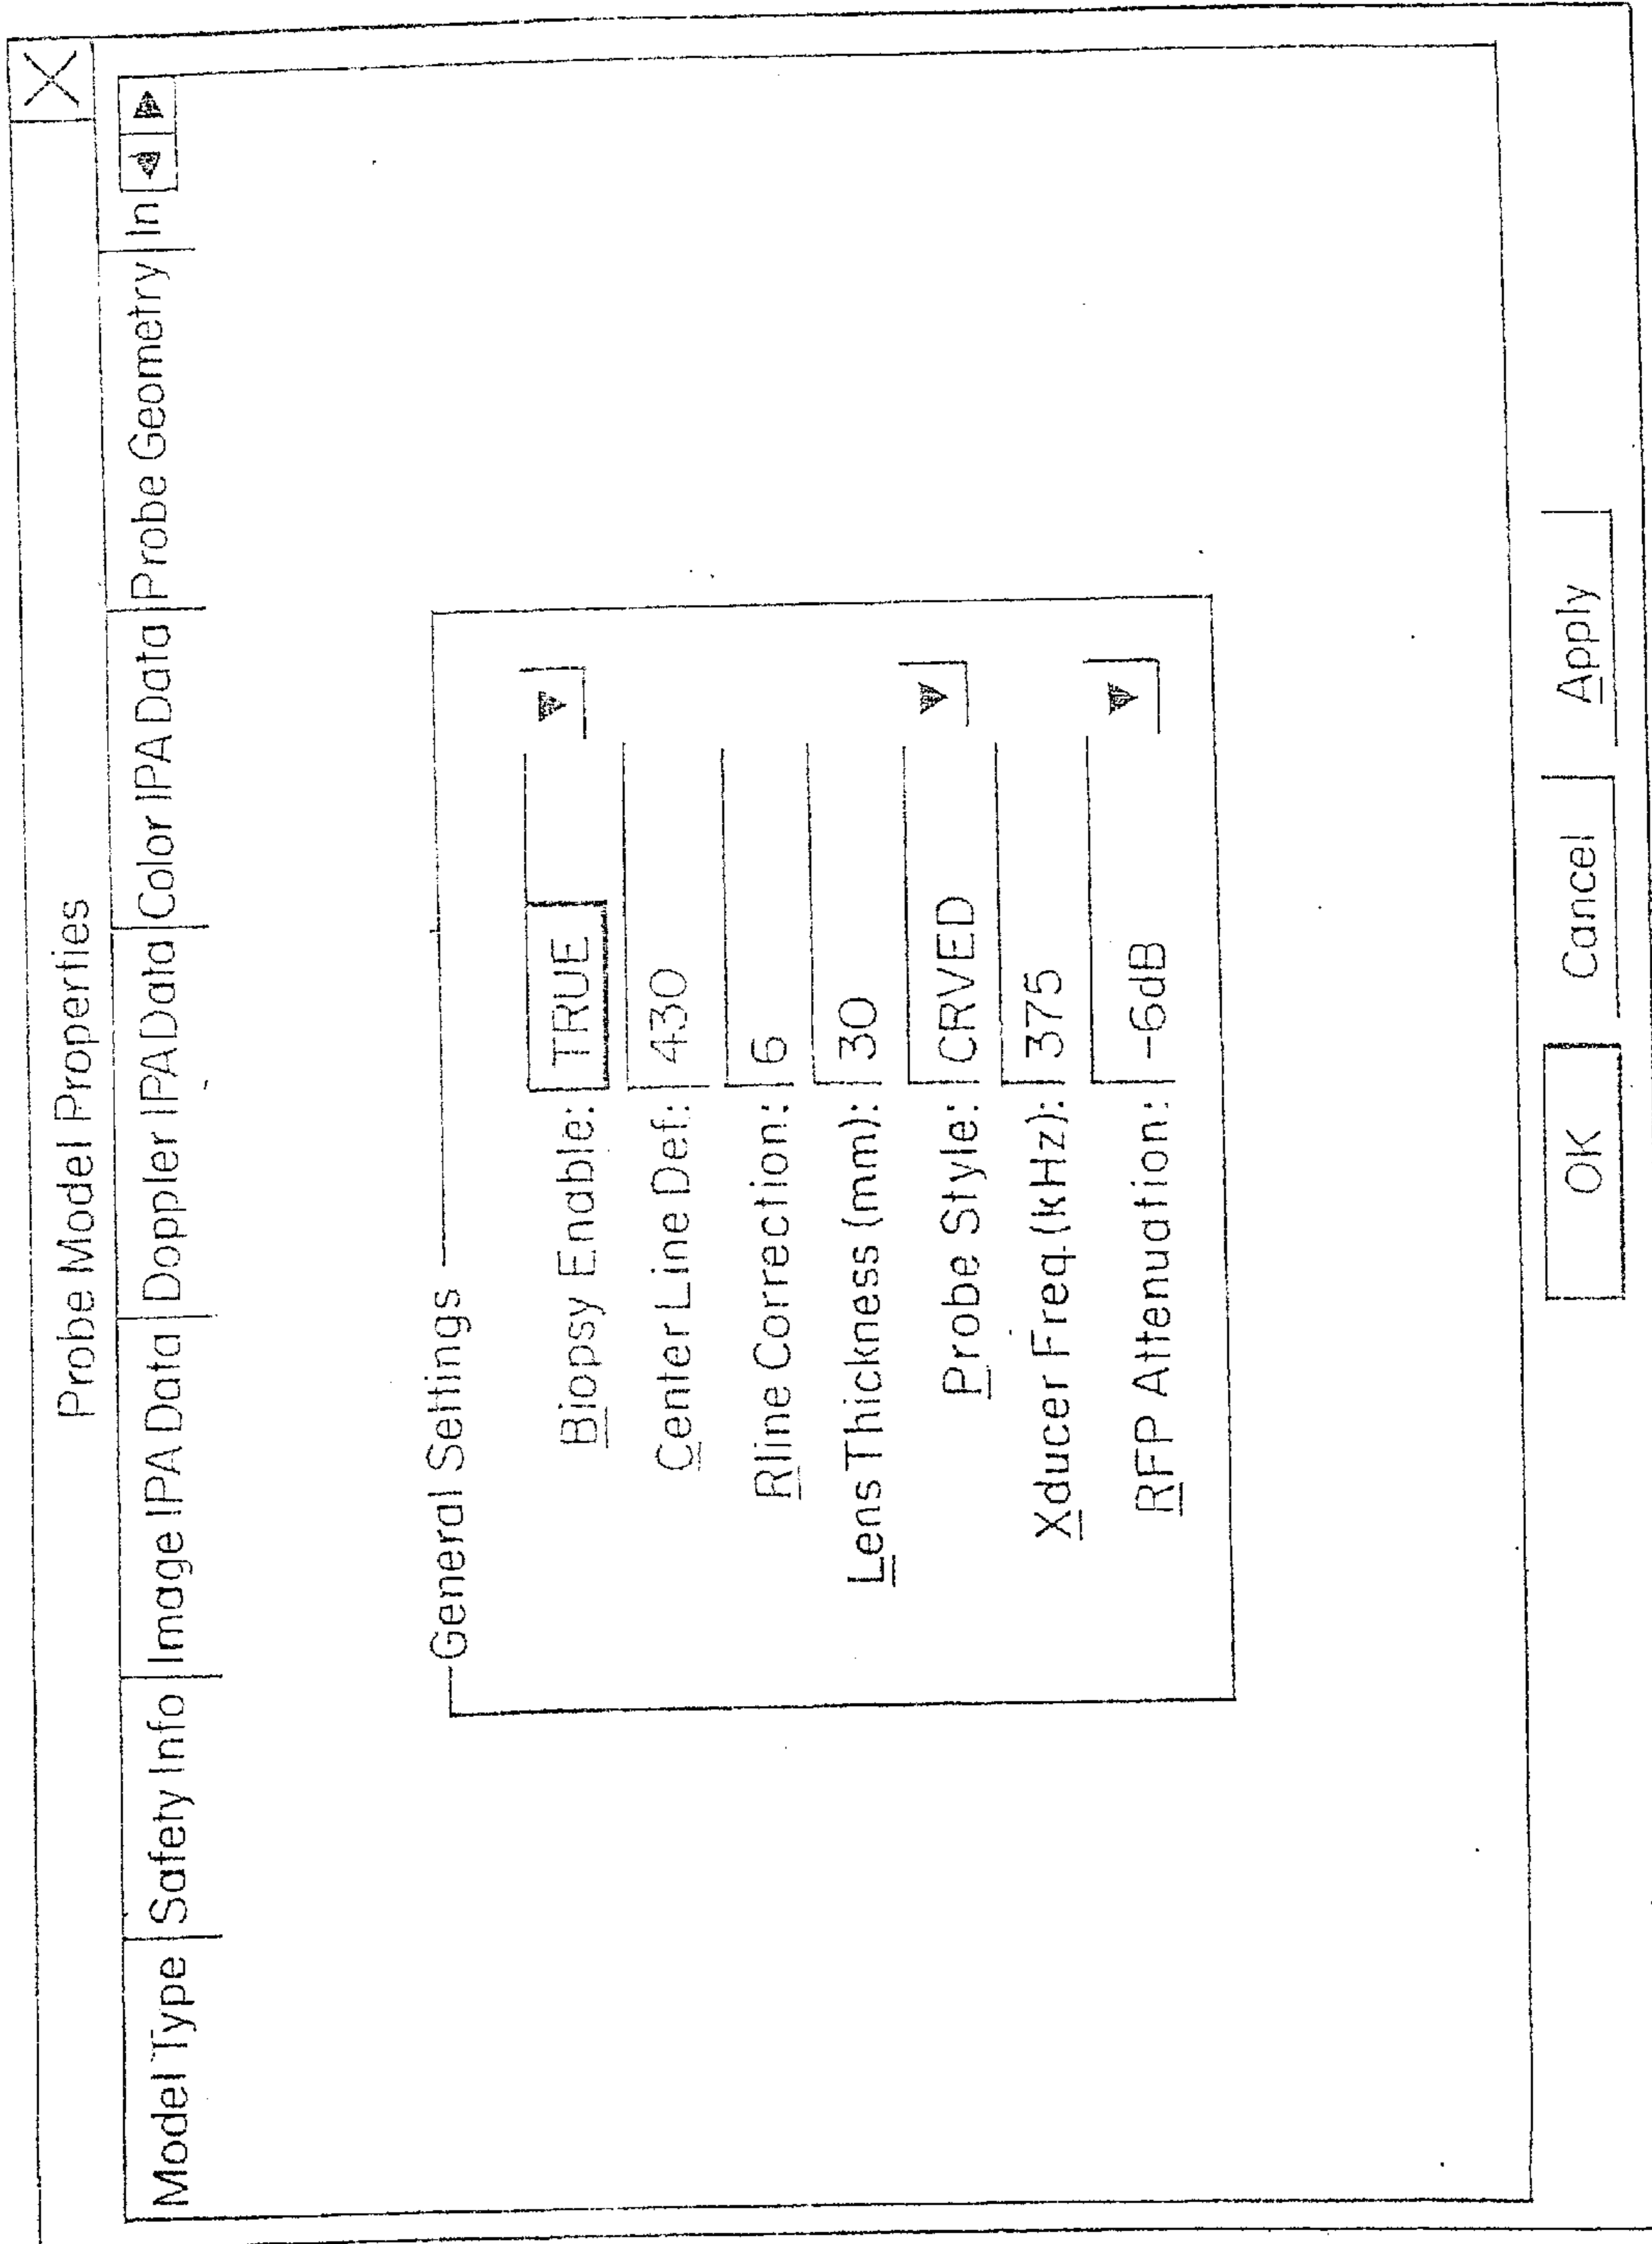 Probe Model Properties
Model Type Safety Info Image IPA Data Doppler IPA Data Color IPA Data Probe Geometry In
General Settings
Biopsy Enable: TRUE
Center Line Def.: 430
Rline Correction: 6
Lens Thickness (mm): 30
Probe Style: CRVED
Xducer Freq.(kHz): 375
RFP Attenuation: -6dB
OK Cancel Apply